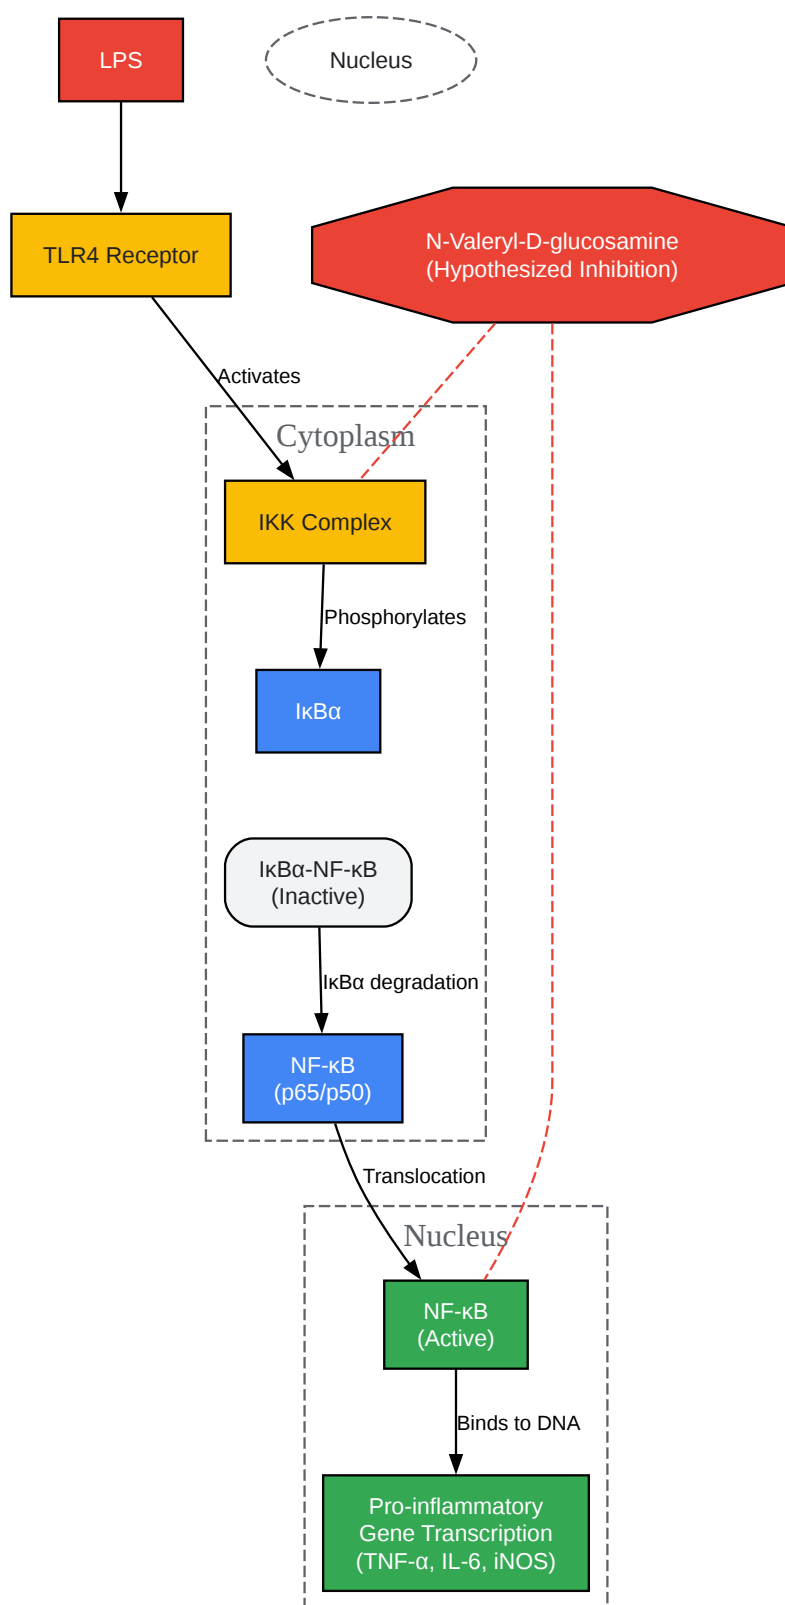 LPS
Nucleus
TLR4 Receptor
N-Valeryl-D-glucosamine
(Hypothesized Inhibition)
Activates
Cytoplasm
IKK Complex
Phosphorylates
IκBα
IκBα-NF-κB
(Inactive)
IκBα degradation
NF-κB
(p65/p50)
Translocation
Nucleus
NF-κB
(Active)
Binds to DNA
Pro-inflammatory
Gene Transcription
(TNF-α, IL-6, iNOS)